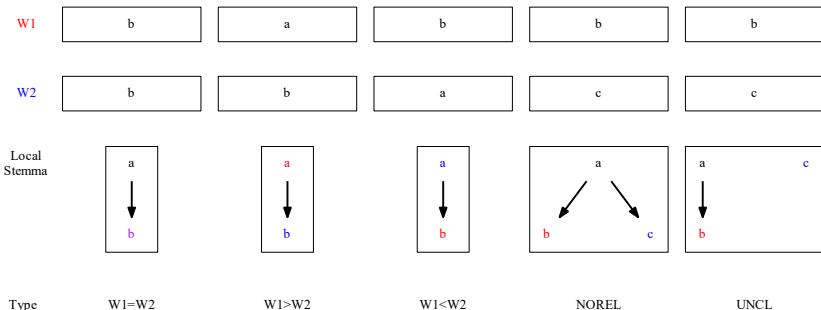 W1 b a b b b
W2 b b a c c
Local
Stemma
a a a a a c
b b b b c b
Type W1=W2 W1>W2 W1<W2 NOREL UNCL